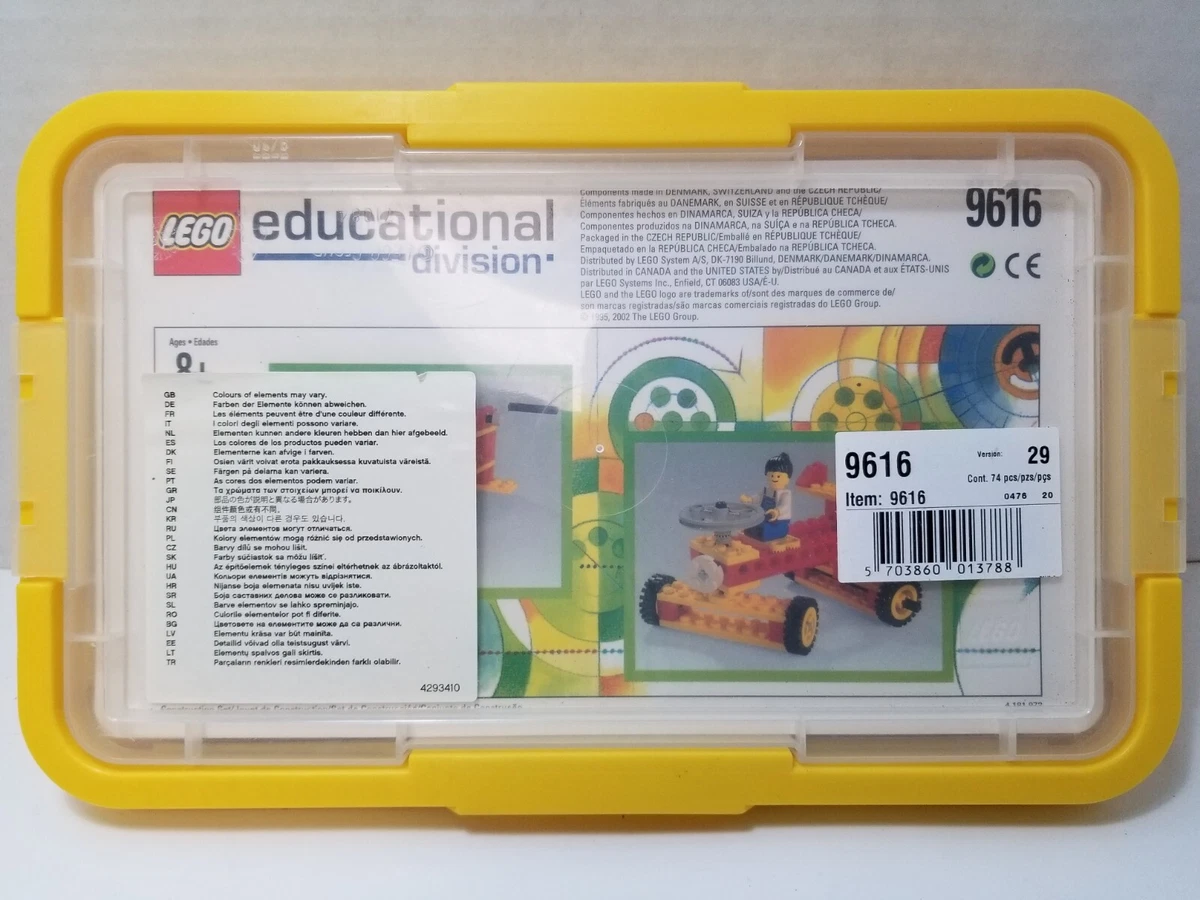 LEGO
educational
division
Components made in DENMARK, SWITZERLAND and the CZECH REPUBLIC/
Éléments fabriqués au DANEMARK, en SUISSE et en RÉPUBLIQUE TCHÈQUE/
Componentes hechos en DINAMARCA, SUIZA y la REPÚBLICA CHECA/
Componentes produzidos na DINAMARCA, na SUÍÇA e na REPÚBLICA TCHECA.
Packaged in the CZECH REPUBLIC/Emballé en RÉPUBLIQUE TCHÈQUE/
Empaquetado en la REPÚBLICA CHECA/Embalado na REPÚBLICA TCHECA.
Distributed by LEGO System A/S, DK-7190 Billund, DENMARK/DANEMARK/DINAMARCA.
Distributed in CANADA and the UNITED STATES by/Distribué au CANADA et aux ÉTATS-UNIS
par LEGO Systems Inc., Enfield, CT 06083 USA/É-U.
LEGO and the LEGO logo are trademarks of/sont des marques de commerce de/
son marcas registradas/são marcas comerciais registradas do LEGO Group.
© 1995, 2002 The LEGO Group.
9616
CE
Ages • Edades
8+
GB Colours of elements may vary.
DE Farben der Elemente können abweichen.
FR Les éléments peuvent être d'une couleur différente.
IT I colori degli elementi possono variare.
NL Elementen kunnen andere kleuren hebben dan hier afgebeeld.
ES Los colores de los productos pueden variar.
DK Elementerne kan afvige i farven.
FI Osien värit voivat erota pakkauksessa kuvatuista väreistä.
SE Färgen på delarna kan variera.
PT As cores dos elementos podem variar.
GR Τα χρώματα των στοιχείων μπορεί να ποικίλουν.
JP 部品の色が説明と異なる場合があります。
CN 组件颜色或有不同。
KR 부품의 색상이 다른 경우도 있습니다.
RU Цвета элементов могут отличаться.
PL Kolory elementów mogą różnić się od przedstawionych.
CZ Barvy dílů se mohou lišit.
SK Farby súčiastok sa môžu líšiť.
HU Az építőelemek tényleges színei eltérhetnek az ábrázoltaktól.
UA Кольори елементів можуть відрізнятися.
HR Nijanse boja elemenata nisu uvijek iste.
SR Боја саставних делова може се разликовати.
SL Barve elementov se lahko spreminjajo.
RO Culorile elementelor pot fi diferite.
BG Цветовете на елементите може да са различни.
LV Elementu krāsa var būt mainīta.
EE Detailid võivad olla teistsugust värvi.
LT Elementų spalvos gali skirtis.
TR Parçaların renkleri resimlerdekinden farklı olabilir.
4293410
9616
Version: 29
Cont. 74 pcs/pzs/pçs
Item: 9616
0476 20
5 703860 013788